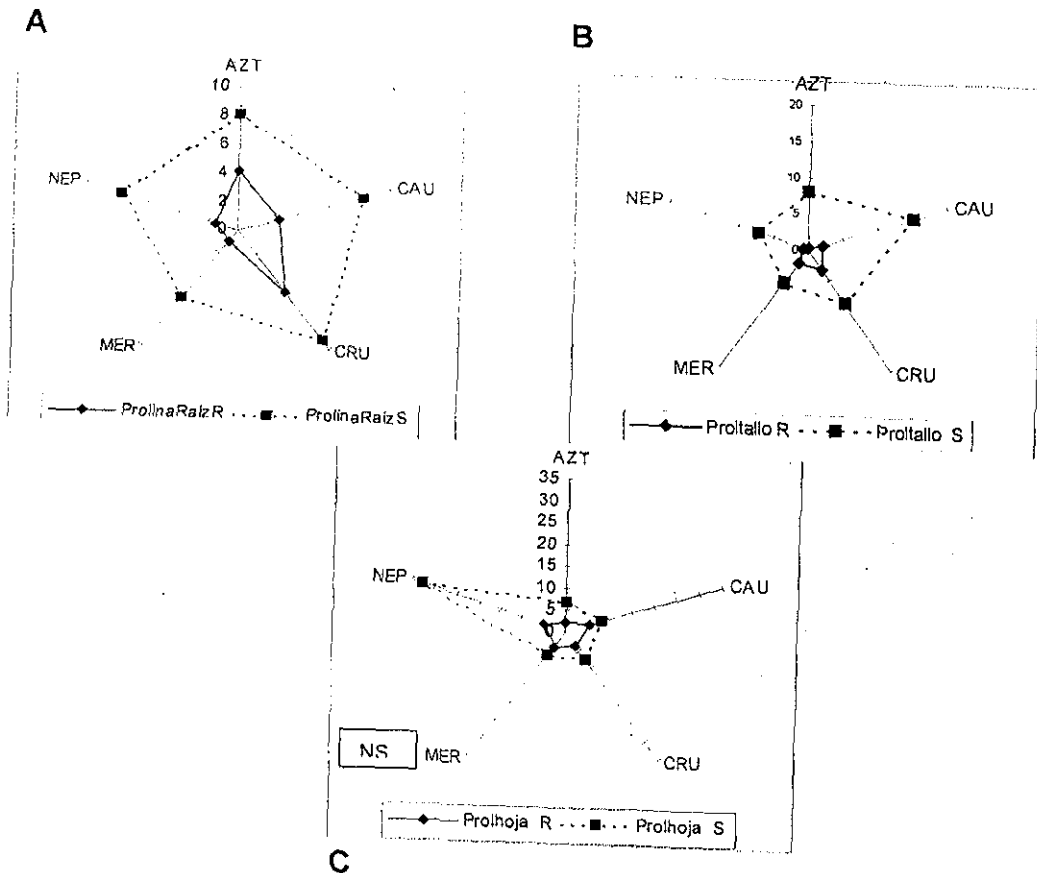 A
AZT
10
8
6
4
2
0
NEP
CAU
MER
CRU
ProlinaRaízR ProlinaRaízS
B
AZT
20
15
10
5
0
NEP
CAU
MER
CRU
Proltallo R Proltallo S
AZT
35
30
25
20
15
10
5
0
NEP
CAU
NS
MER
CRU
Prolhoja R Prolhoja S
C